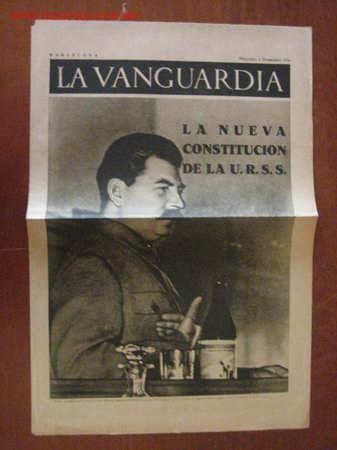 BARCELONA
LA VANGUARDIA
LA NUEVA
CONSTITUCION
DE LA U.R.S.S.